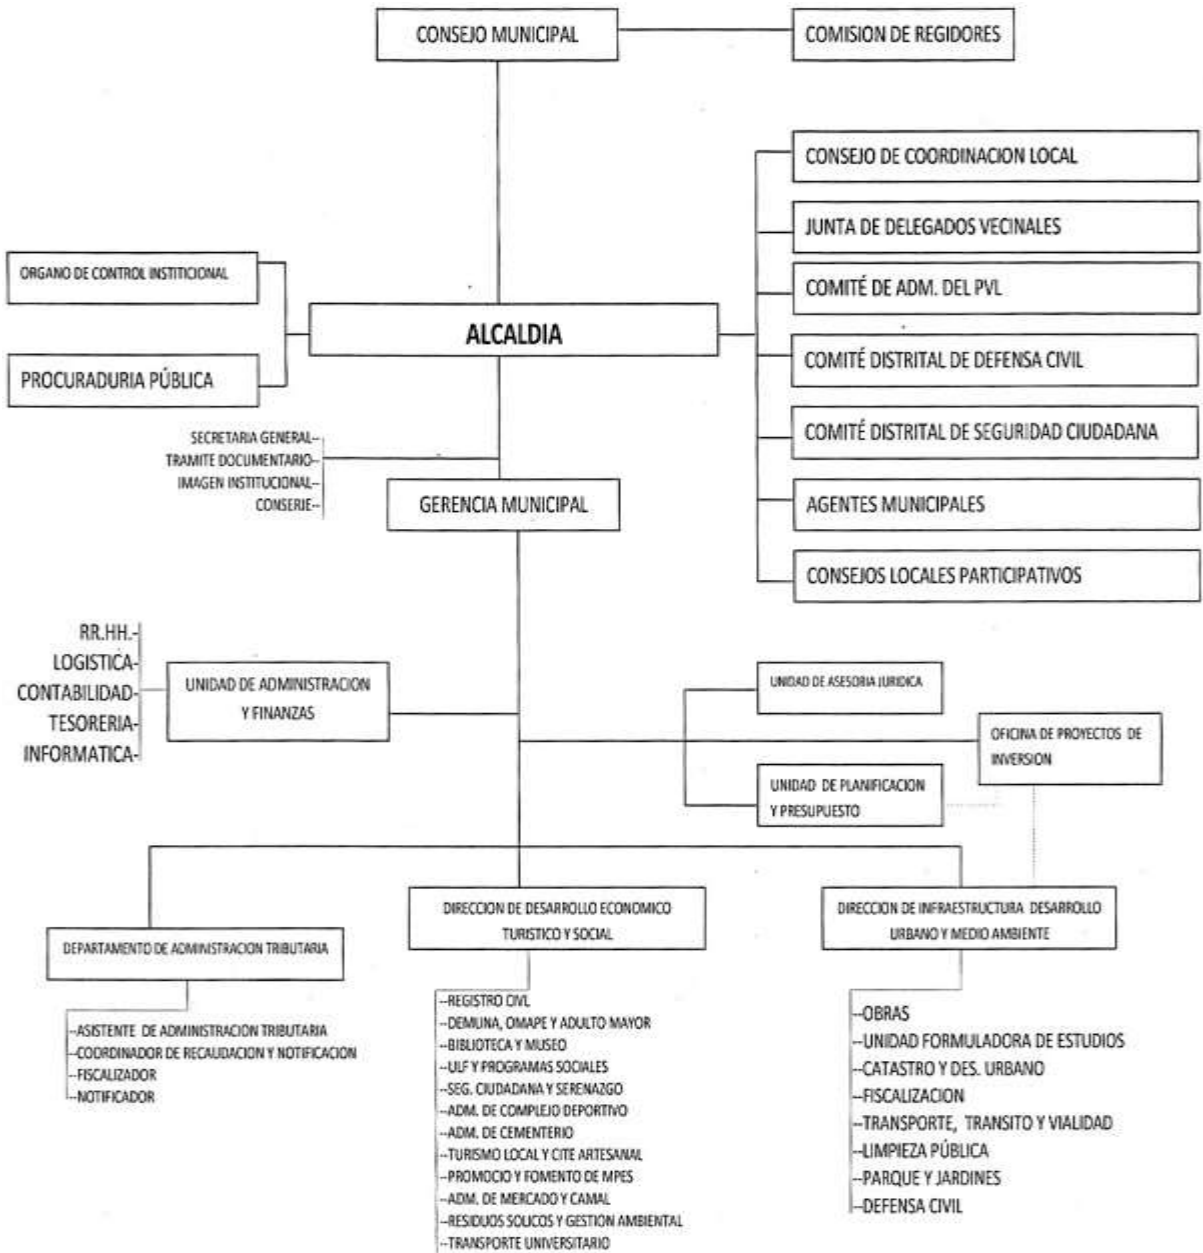 CONSEJO MUNICIPAL
COMISION DE REGIDORES
CONSEJO DE COORDINACION LOCAL
JUNTA DE DELEGADOS VECINALES
COMITÉ DE ADM. DEL PVL
COMITÉ DISTRITAL DE DEFENSA CIVIL
COMITÉ DISTRITAL DE SEGURIDAD CIUDADANA
AGENTES MUNICIPALES
CONSEJOS LOCALES PARTICIPATIVOS
ORGANO DE CONTROL INSTITICIONAL
PROCURADURIA PÚBLICA
ALCALDIA
SECRETARIA GENERAL--
TRAMITE DOCUMENTARIO--
IMAGEN INSTITUCIONAL--
CONSERJE--
GERENCIA MUNICIPAL
RR.HH.-
LOGISTICA-
CONTABILIDAD-
TESORERIA-
INFORMATICA-
UNIDAD DE ADMINISTRACION
Y FINANZAS
UNIDAD DE ASESORIA JURIDICA
OFICINA DE PROYECTOS DE
INVERSION
UNIDAD DE PLANIFICACION
Y PRESUPUESTO
DEPARTAMENTO DE ADMINISTRACION TRIBUTARIA
--ASISTENTE DE ADMINISTRACION TRIBUTARIA
--COORDINADOR DE RECAUDACION Y NOTIFICACION
--FISCALIZADOR
--NOTIFICADOR
DIRECCION DE DESARROLLO ECONOMICO
TURISTICO Y SOCIAL
--REGISTRO CIVL
--DEMUNA, OMAPE Y ADULTO MAYOR
--BIBLIOTECA Y MUSEO
--ULF Y PROGRAMAS SOCIALES
--SEG. CIUDADANA Y SERENAZGO
--ADM. DE COMPLEJO DEPORTIVO
--ADM. DE CEMENTERIO
--TURISMO LOCAL Y CITE ARTESANAL
--PROMOCIO Y FOMENTO DE MPES
--ADM. DE MERCADO Y CAMAL
--RESIDUOS SOLICOS Y GESTION AMBIENTAL
--TRANSPORTE UNIVERSITARIO
DIRECCION DE INFRAESTRUCTURA DESARROLLO
URBANO Y MEDIO AMBIENTE
--OBRAS
--UNIDAD FORMULADORA DE ESTUDIOS
--CATASTRO Y DES. URBANO
--FISCALIZACION
--TRANSPORTE, TRANSITO Y VIALIDAD
--LIMPIEZA PÚBLICA
--PARQUE Y JARDINES
--DEFENSA CIVIL